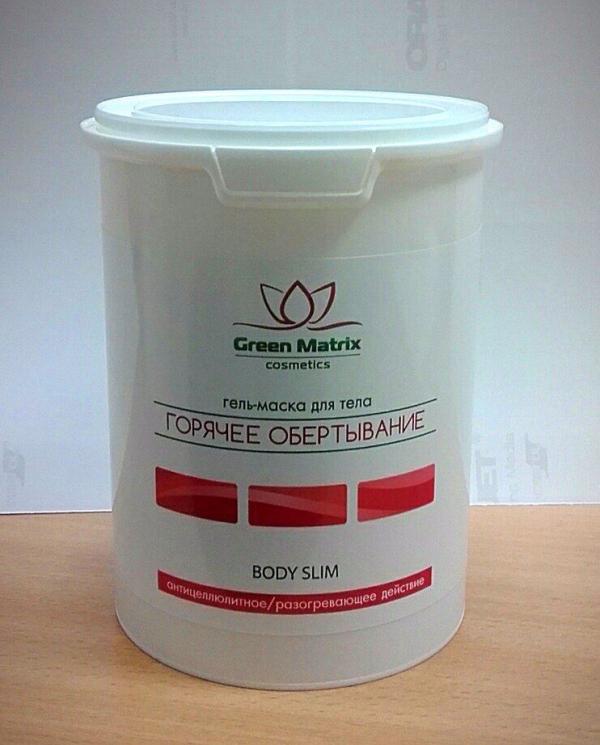 Green Matrix
cosmetics
гель-маска для тела
ГОРЯЧЕЕ ОБЕРТЫВАНИЕ
BODY SLIM
антицеллюлитное/разогревающее действие